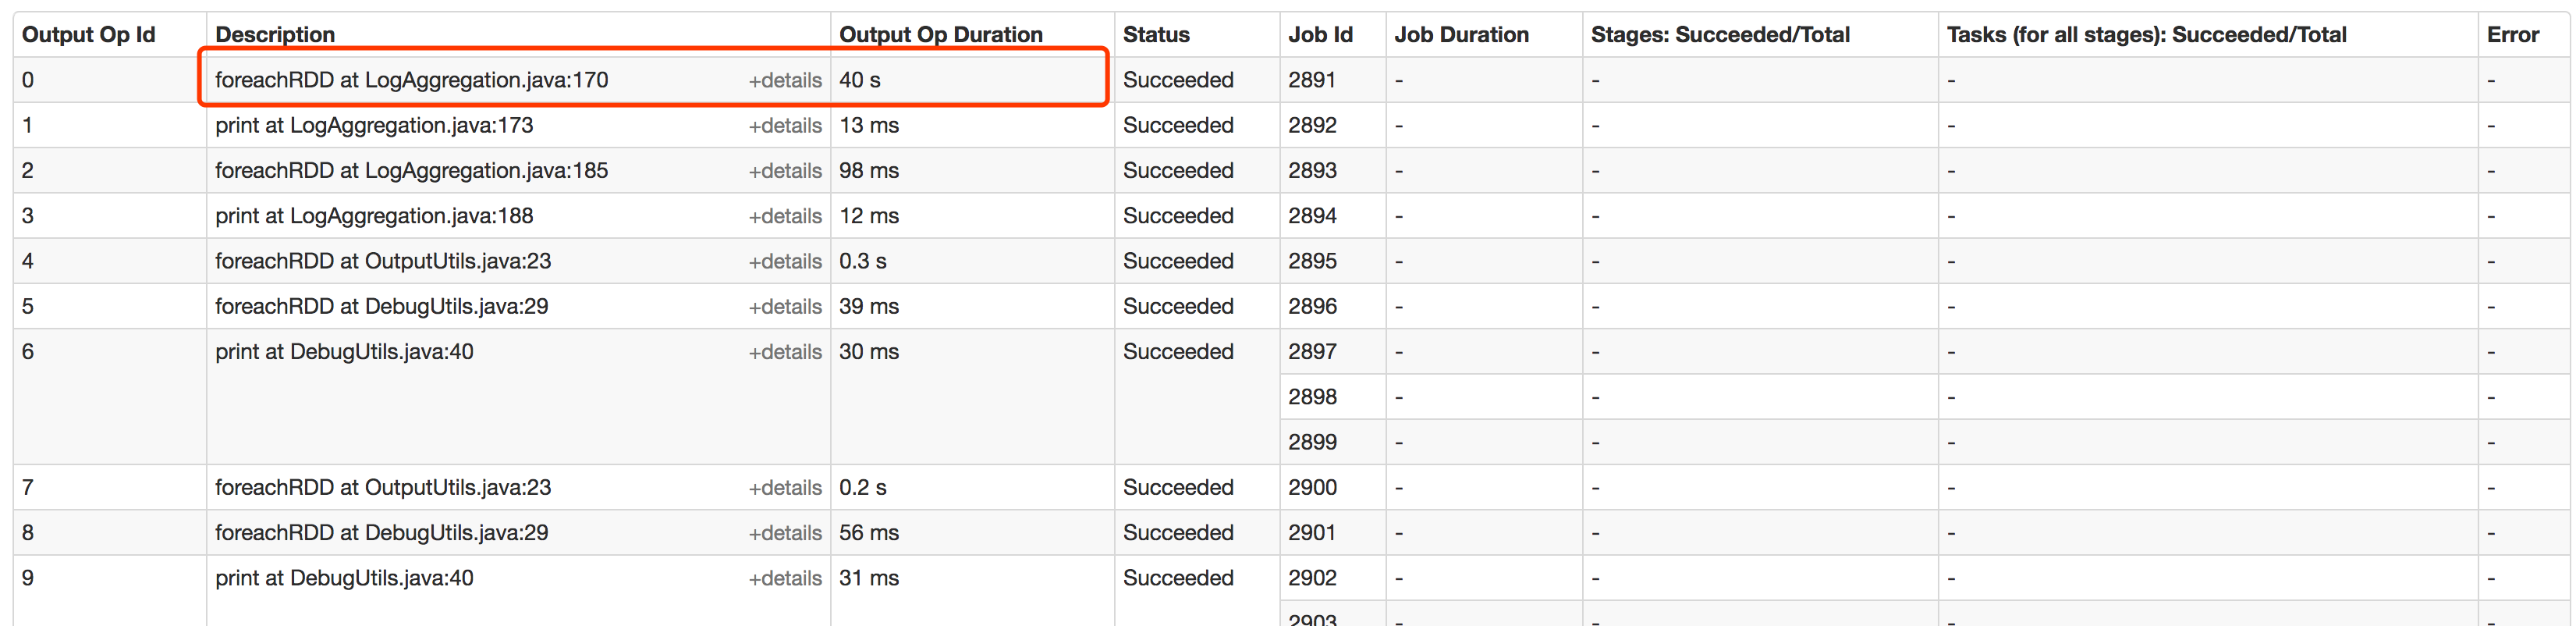 Output Op Id Description Output Op Duration Status Job Id Job Duration Stages: Succeeded/Total Tasks (for all stages): Succeeded/Total Error
0 foreachRDD at LogAggregation.java:170 +details 40 s Succeeded 2891 - - - -
1 print at LogAggregation.java:173 +details 13 ms Succeeded 2892 - - - -
2 foreachRDD at LogAggregation.java:185 +details 98 ms Succeeded 2893 - - - -
3 print at LogAggregation.java:188 +details 12 ms Succeeded 2894 - - - -
4 foreachRDD at OutputUtils.java:23 +details 0.3 s Succeeded 2895 - - - -
5 foreachRDD at DebugUtils.java:29 +details 39 ms Succeeded 2896 - - - -
6 print at DebugUtils.java:40 +details 30 ms Succeeded 2897 - - - -
2898 - - - -
2899 - - - -
7 foreachRDD at OutputUtils.java:23 +details 0.2 s Succeeded 2900 - - - -
8 foreachRDD at DebugUtils.java:29 +details 56 ms Succeeded 2901 - - - -
9 print at DebugUtils.java:40 +details 31 ms Succeeded 2902 - - - -
2903 - - - -